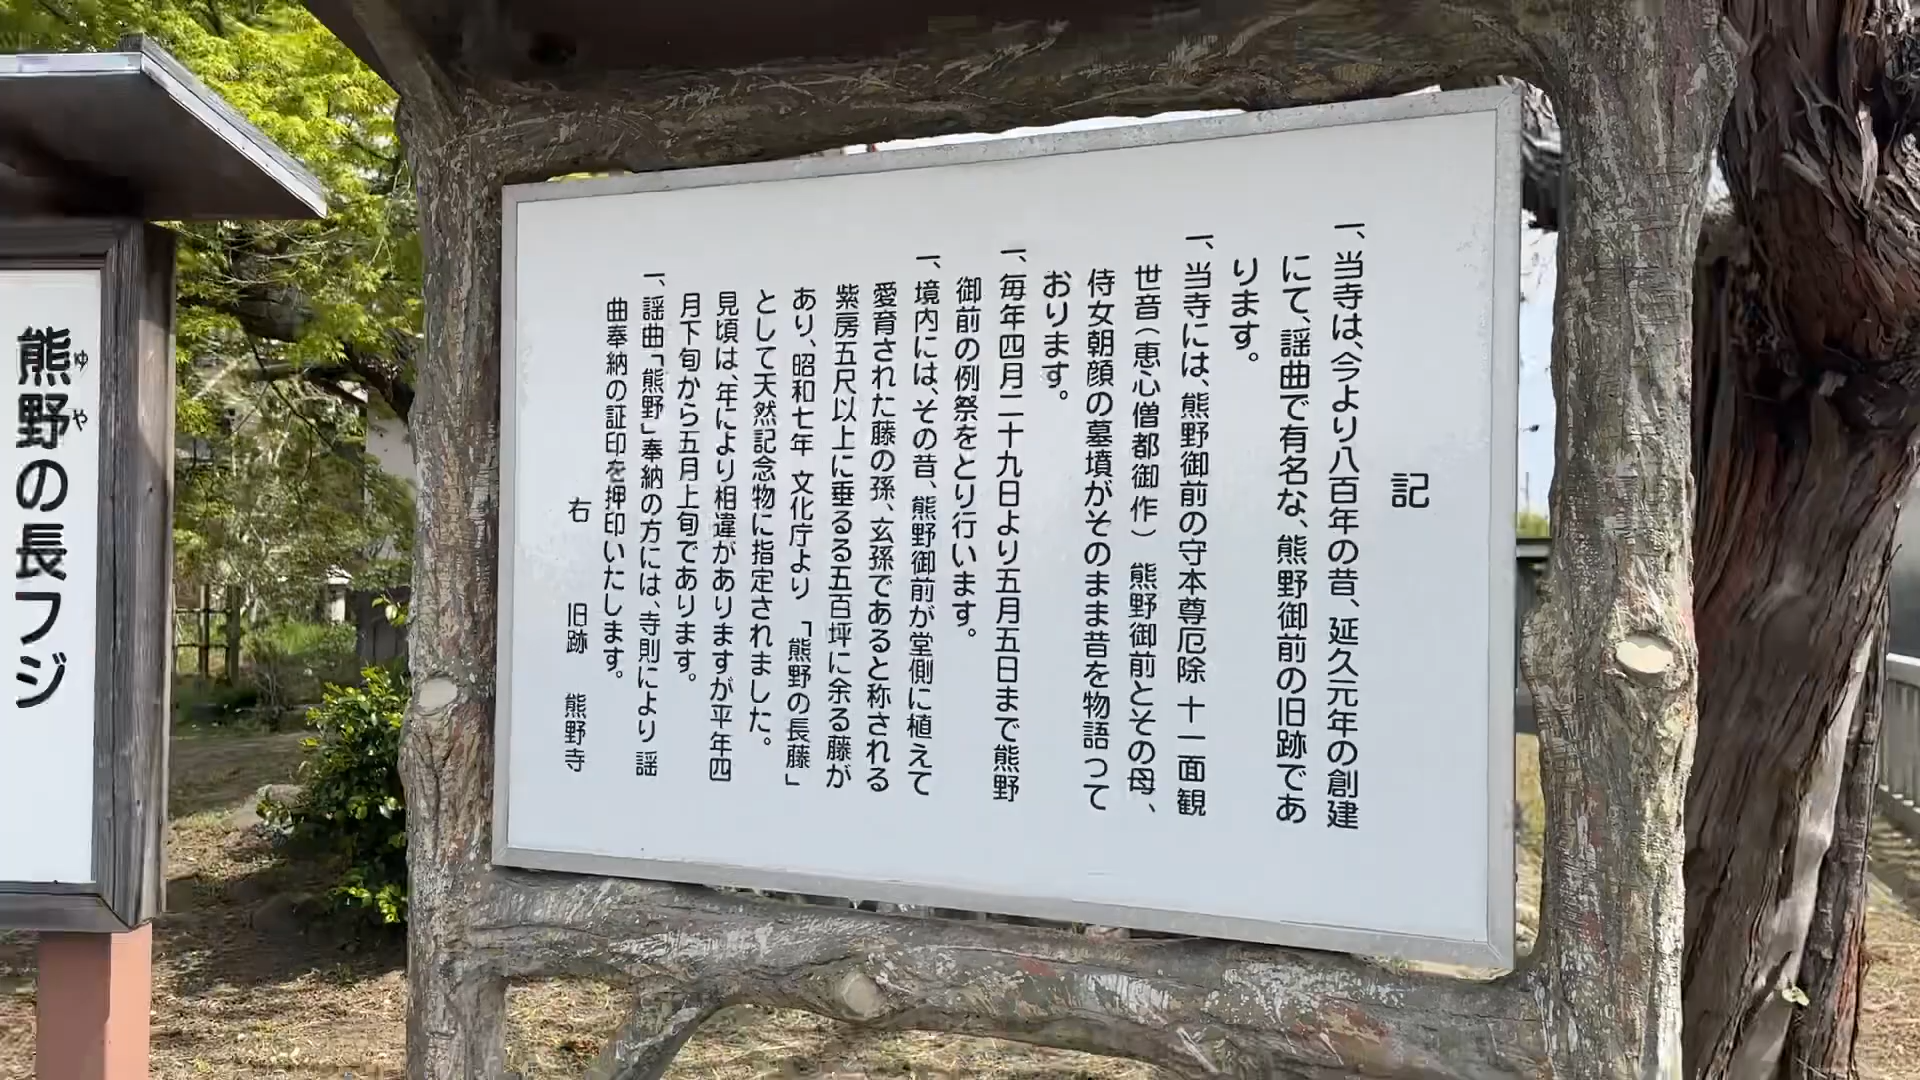 記
一、当寺は、今より八百年の昔、延久元年の創建
にて、謡曲で有名な、熊野御前の旧跡であ
ります。
一、当寺には、熊野御前の守本尊厄除十一面観
世音（恵心僧都御作）熊野御前とその母、
侍女朝顔の墓墳がそのまま昔を物語って
おります。
一、毎年四月二十九日より五月五日まで熊野
御前の例祭をとり行います。
一、境内には、その昔、熊野御前が堂側に植えて
愛育された藤の孫、玄孫であると称される
紫房五尺以上に垂るる五百坪に余る藤が
あり、昭和七年 文化庁より 「熊野の長藤」
として天然記念物に指定されました。
見頃は、年により相違がありますが平年四
月下旬から五月上旬であります。
一、謡曲「熊野」奉納の方には、寺則により謡
曲奉納の証印を押印いたします。
右 旧跡 熊野寺
熊野の長フジ
ゆや